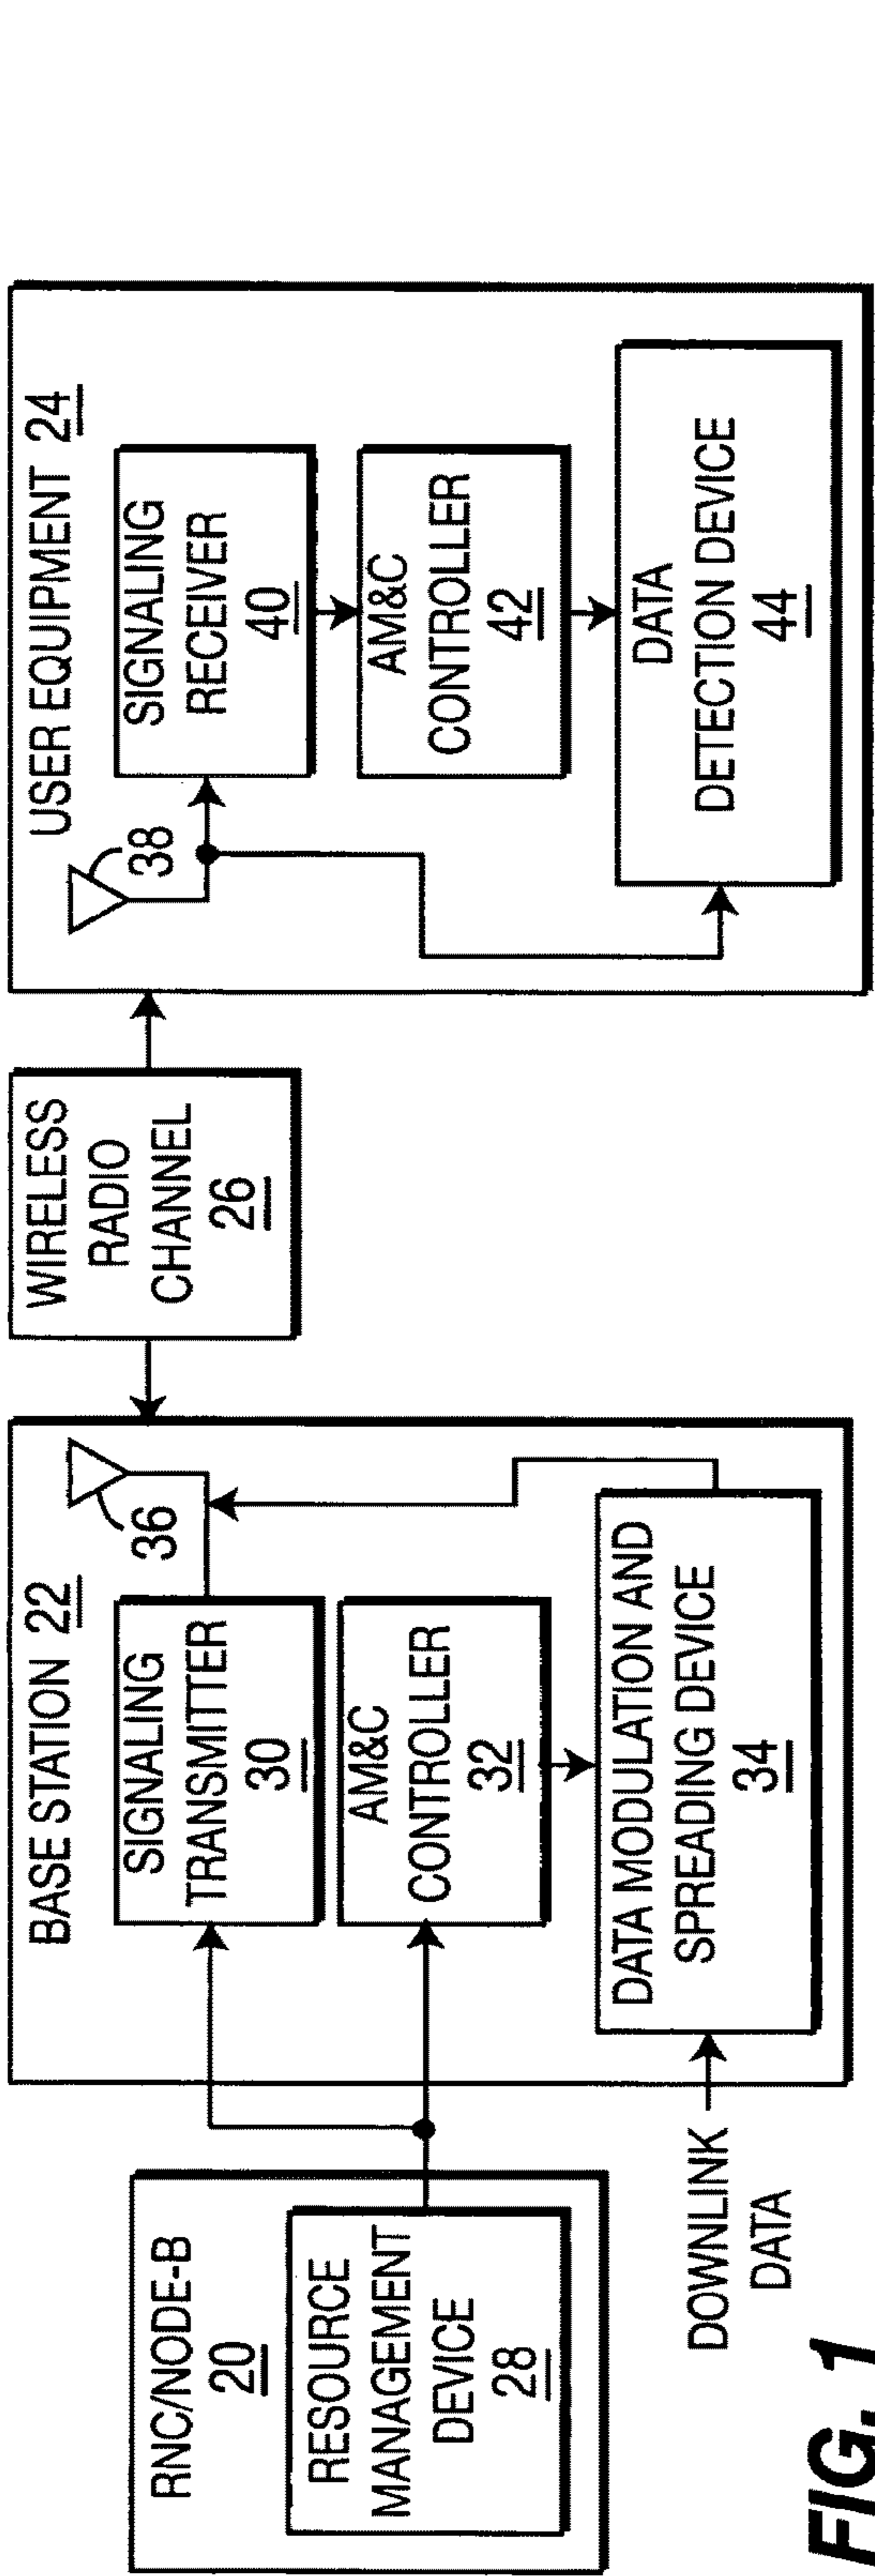 RNC/NODE-B
20
RESOURCE
MANAGEMENT
DEVICE
28
BASE STATION 22
36
SIGNALING
TRANSMITTER
30
AM&C
CONTROLLER
32
DATA MODULATION AND
SPREADING DEVICE
34
DOWNLINK
DATA
WIRELESS
RADIO
CHANNEL
26
USER EQUIPMENT 24
38
SIGNALING
RECEIVER
40
AM&C
CONTROLLER
42
DATA
DETECTION DEVICE
44
FIG. 1